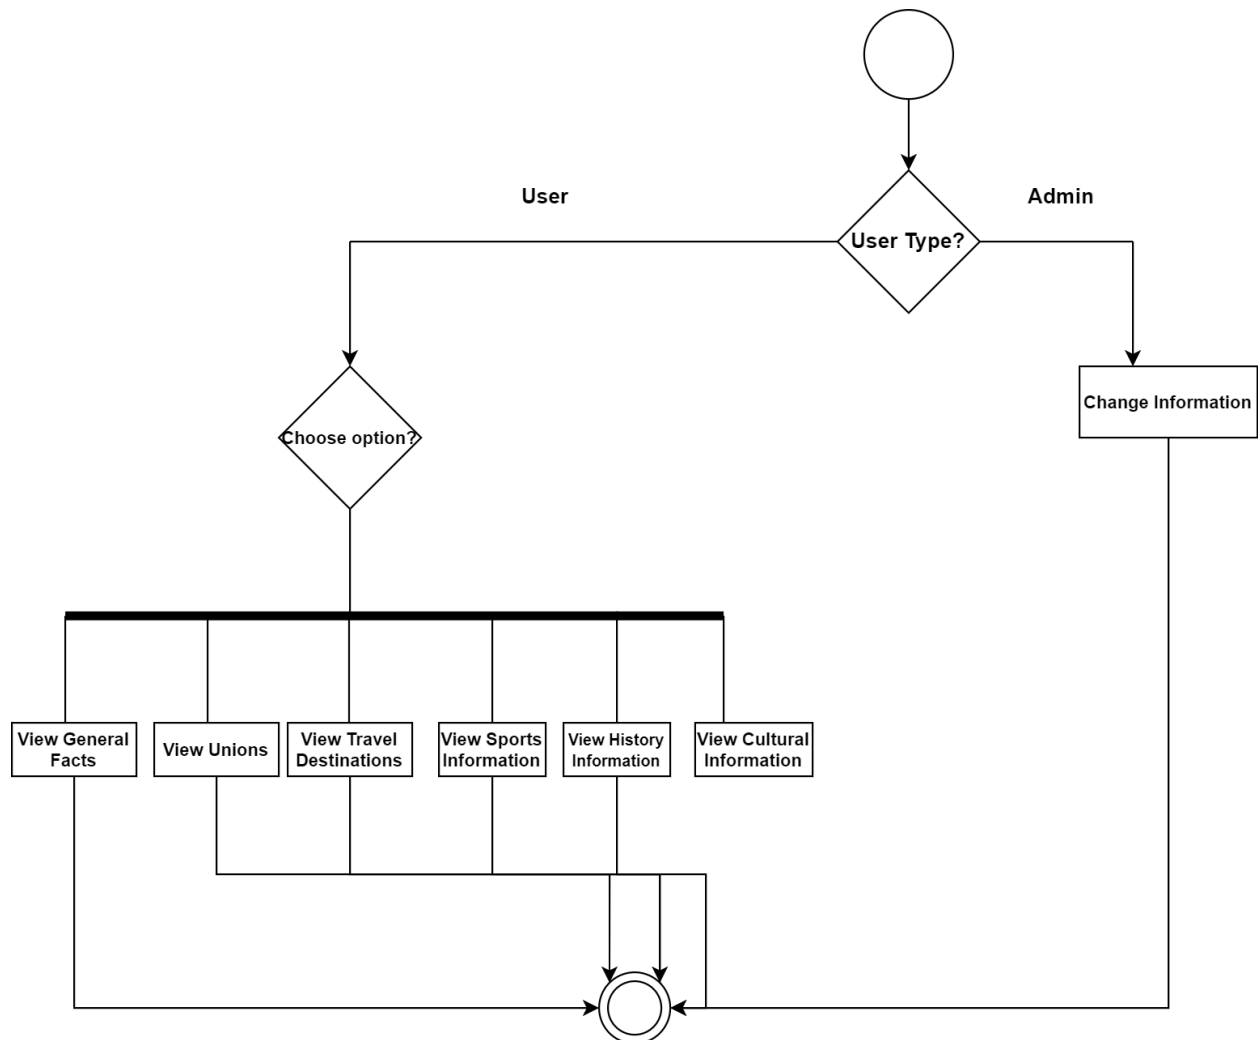 User
Admin
User Type?
Change Information
Choose option?
View General
Facts
View Unions
View Travel
Destinations
View Sports
Information
View History
Information
View Cultural
Information